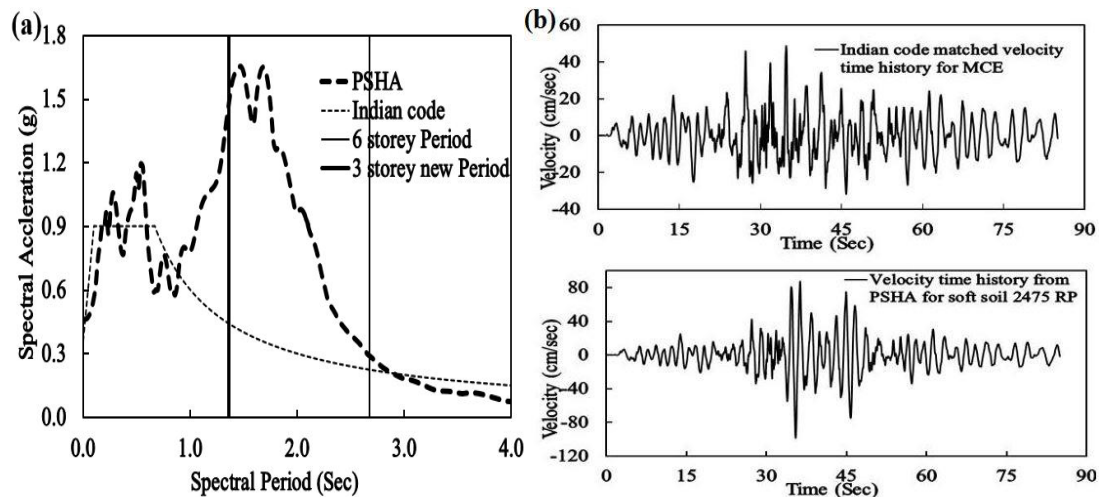 (a)
1.8
1.5
1.2
0.9
0.6
0.3
0.0
Spectral Accleration (g)
PSHA
Indian code
6 storey Period
3 storey new Period
0.0 1.0 2.0 3.0 4.0
Spectral Period (Sec)
(b)
60
40
20
0
-20
-40
Velocity (cm/sec)
Indian code matched velocity
time history for MCE
0 15 30 45 60 75 90
Time (Sec)
80
40
0
-40
-80
-120
Velocity (cm/sec)
Velocity time history from
PSHA for soft soil 2475 RP
0 15 30 45 60 75 90
Time (Sec)